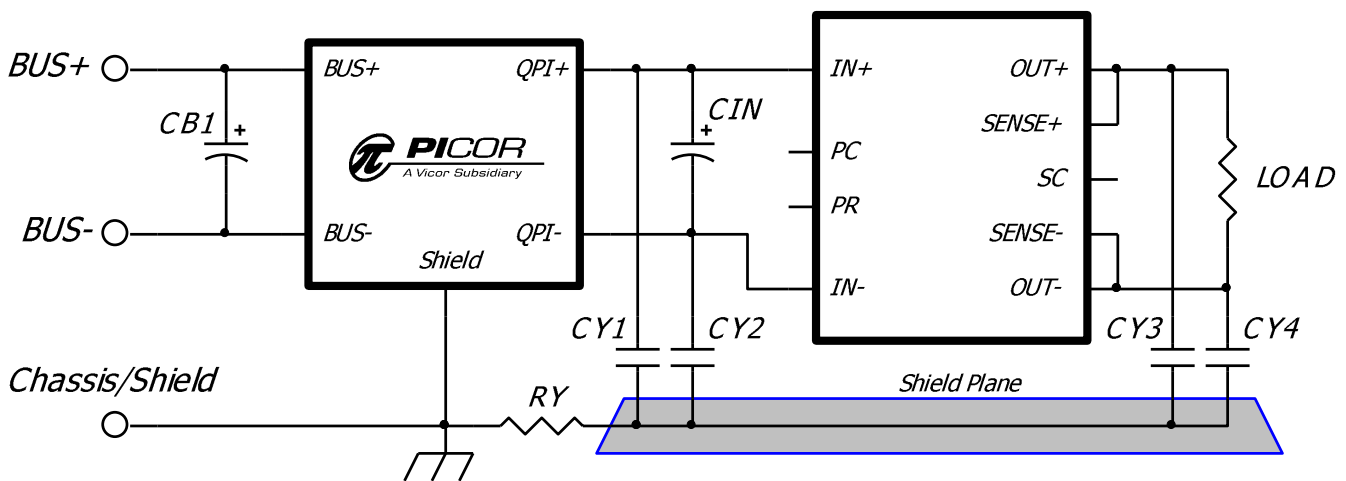 BUS+
BUS+
QPI+
IN+
OUT+
CB1
+
CIN
+
SENSE+
PICOR
A Vicor Subsidiary
PC
SC
LOAD
PR
BUS-
BUS-
QPI-
SENSE-
Shield
IN-
OUT-
CY1
CY2
CY3
CY4
Chassis/Shield
RY
Shield Plane